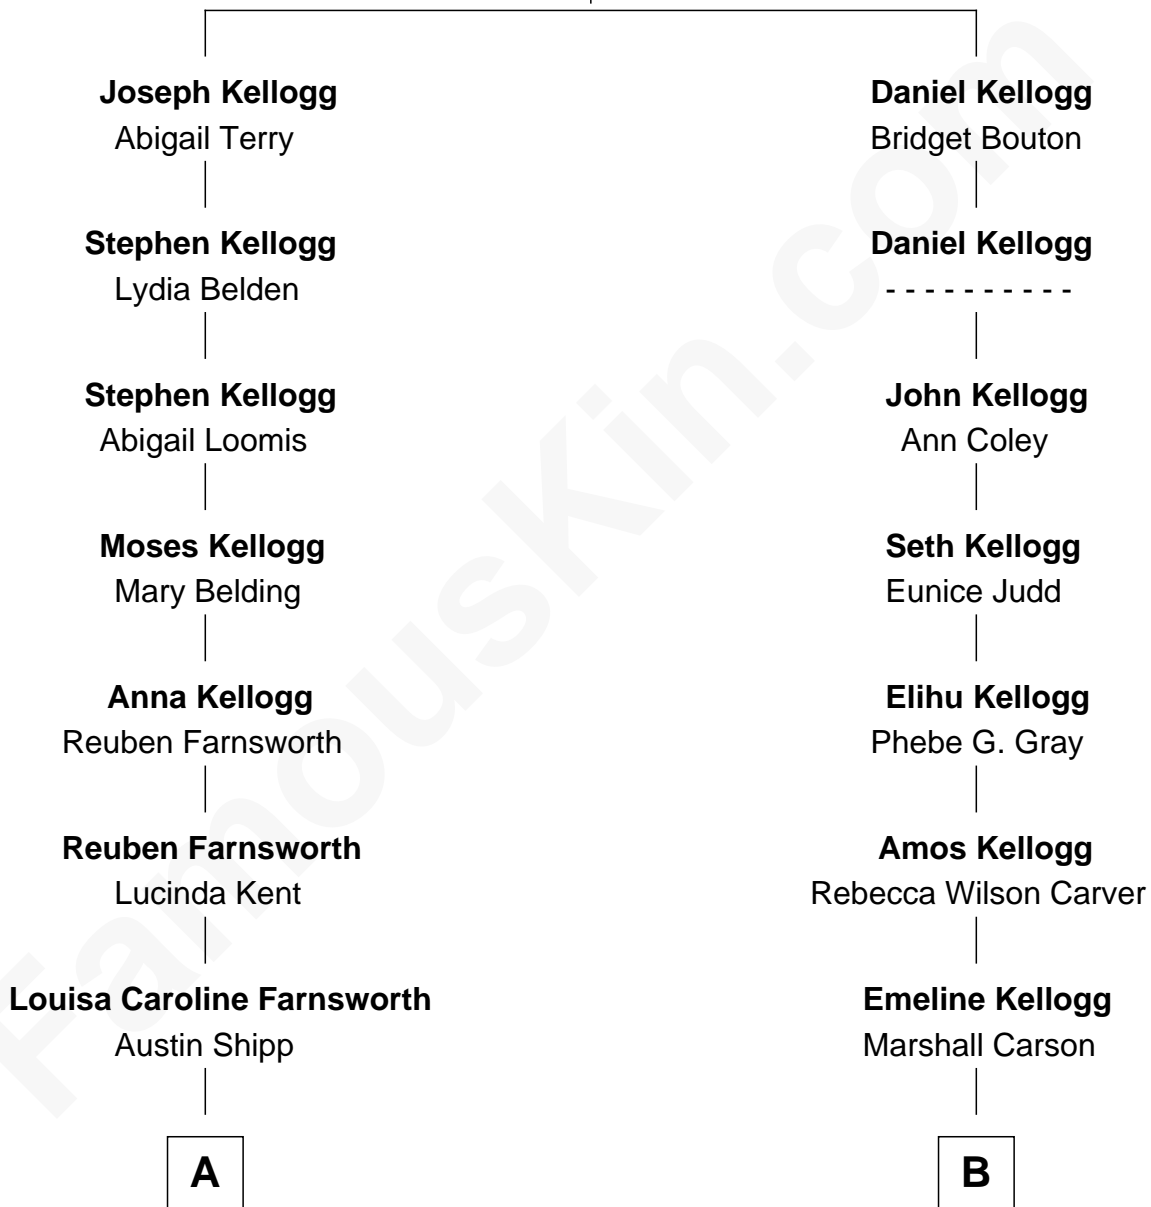 Joseph Kellogg
Abigail Terry
Stephen Kellogg
Lydia Belden
Stephen Kellogg
Abigail Loomis
Moses Kellogg
Mary Belding
Anna Kellogg
Reuben Farnsworth
Reuben Farnsworth
Lucinda Kent
Louisa Caroline Farnsworth
Austin Shipp
A
Daniel Kellogg
Bridget Bouton
Daniel Kellogg
- - - - - - - - - -
John Kellogg
Ann Coley
Seth Kellogg
Eunice Judd
Elihu Kellogg
Phebe G. Gray
Amos Kellogg
Rebecca Wilson Carver
Emeline Kellogg
Marshall Carson
B
FamousKin.com